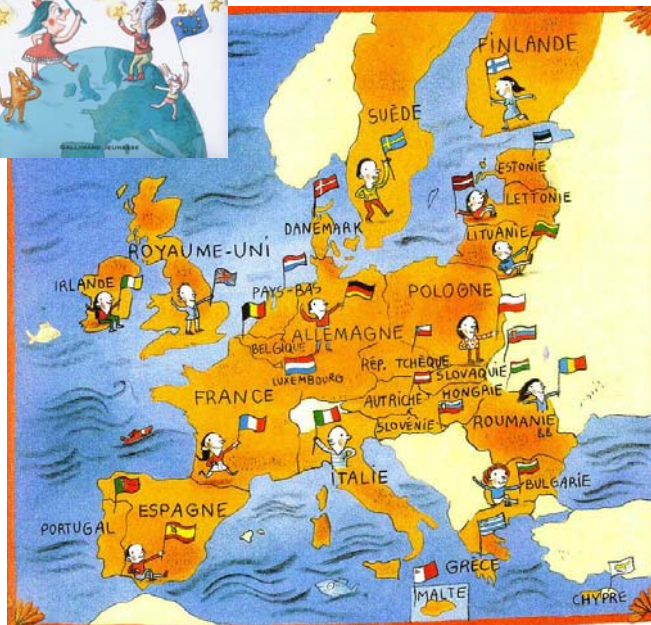 GALLIMARD JEUNESSE
FINLANDE
SUÈDE
ESTONIE
LETTONIE
DANEMARK
LITUANIE
ROYAUME-UNI
IRLANDE
PAYS-BAS
POLOGNE
ALLEMAGNE
BELGIQUE
RÉP. TCHÈQUE
LUXEMBOURG
SLOVAQUIE
FRANCE
AUTRICHE
HONGRIE
SLOVÉNIE
ROUMANIE
ITALIE
BULGARIE
ESPAGNE
PORTUGAL
GRÈCE
MALTE
CHYPRE